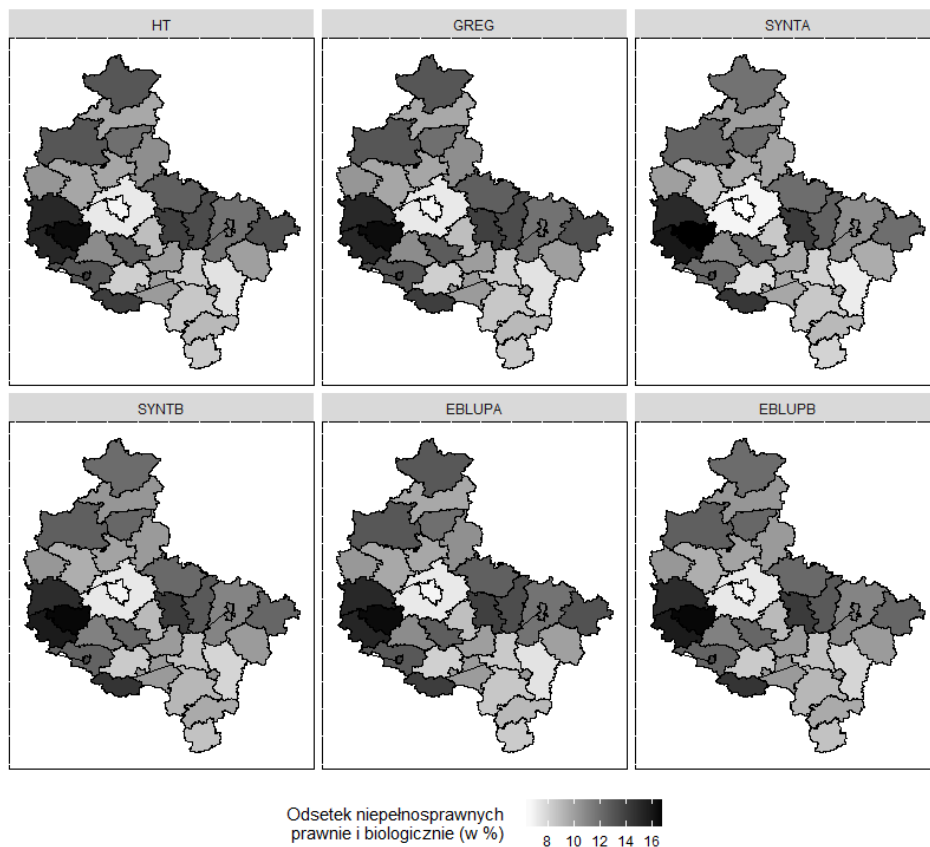 HT GREG SYNTA
SYNTB EBLUPA EBLUPB
Odsetek niepełnosprawnych
prawnie i biologicznie (w %)
8 10 12 14 16